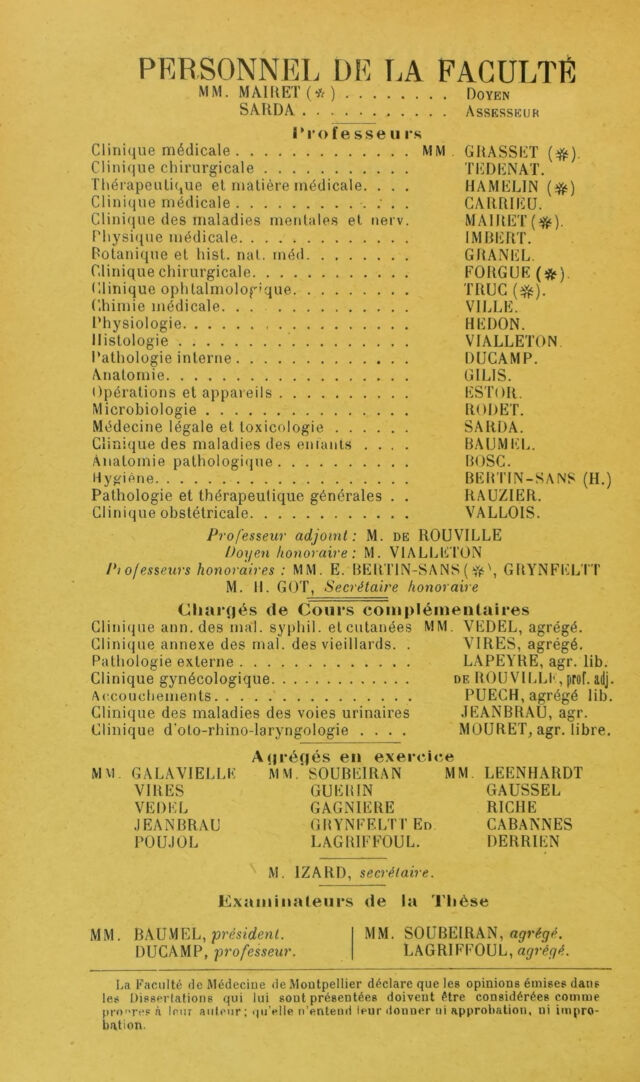 PERSONNEL DE LA FACULTÉ
MM. MAIRET (✻) . . . . . . . . DOYEN
SARDA . . . . . . . . . . . ASSESSEUR
Professeurs
Clinique médicale . . . . . . . . . . . . . MM. GRASSET (✻).
Clinique chirurgicale . . . . . . . . . . . TEDENAT.
Thérapeutique et matière médicale. . . . HAMELIN (✻)
Clinique médicale . . . . . . . . . . . . . CARRIEU.
Clinique des maladies mentales et nerv. MAIRET (✻).
Physique médicale. . . . . . . . . . . . . IMBERT.
Botanique et hist. nat. méd. . . . . . . . GRANEL.
Clinique chirurgicale. . . . . . . . . . . . FORGUE (✻).
Clinique ophtalmologique. . . . . . . . . TRUC (✻).
Chimie médicale. . . . . . . . . . . . . . VILLE.
Physiologie. . . . . . . . . . . . . . . . . HEDON.
Histologie . . . . . . . . . . . . . . . . . VIALLETON.
Pathologie interne . . . . . . . . . . . . . DUCAMP.
Anatomie. . . . . . . . . . . . . . . . . . GILIS.
Opérations et appareils . . . . . . . . . . ESTOR.
Microbiologie . . . . . . . . . . . . . . . RODET.
Médecine légale et toxicologie . . . . . . SARDA.
Clinique des maladies des enfants . . . . BAUMEL.
Anatomie pathologique . . . . . . . . . . BOSC.
Hygiène. . . . . . . . . . . . . . . . . . . BERTIN-SANS (H.)
Pathologie et thérapeutique générales . . RAUZIER.
Clinique obstétricale. . . . . . . . . . . . VALLOIS.
Professeur adjoint : M. DE ROUVILLE
Doyen honoraire : M. VIALLETON
Professeurs honoraires : MM. E. BERTIN-SANS (✻), GRYNFELTT
M. H. GOT, Secrétaire honoraire
Chargés de Cours complémentaires
Clinique ann. des mal. syphil. et cutanées MM. VEDEL, agrégé.
Clinique annexe des mal. des vieillards. . VIRES, agrégé.
Pathologie externe . . . . . . . . . . . . . LAPEYRE, agr. lib.
Clinique gynécologique. . . . . . . . . . . DE ROUVILLE, prof. adj.
Accouchements. . . . . . . . . . . . . . . PUECH, agrégé lib.
Clinique des maladies des voies urinaires JEANBRAU, agr.
Clinique d'oto-rhino-laryngologie . . . . MOURET, agr. libre.
Agrégés en exercice
MM. GALAVIELLE MM. SOUBEIRAN MM. LEENHARDT
VIRES GUERIN GAUSSEL
VEDEL GAGNIERE RICHE
JEANBRAU GRYNFELTT ED. CABANNES
POUJOL LAGRIFFOUL. DERRIEN
M. IZARD, secrétaire.
Examinateurs de la Thèse
MM. BAUMEL, président. MM. SOUBEIRAN, agrégé.
DUCAMP, professeur. LAGRIFFOUL, agrégé.
La Faculté de Médecine de Montpellier déclare que les opinions émises dans
les Dissertations qui lui sont présentées doivent être considérées comme
propres à leur auteur; qu'elle n'entend leur donner ni approbation, ni impro-
bation.